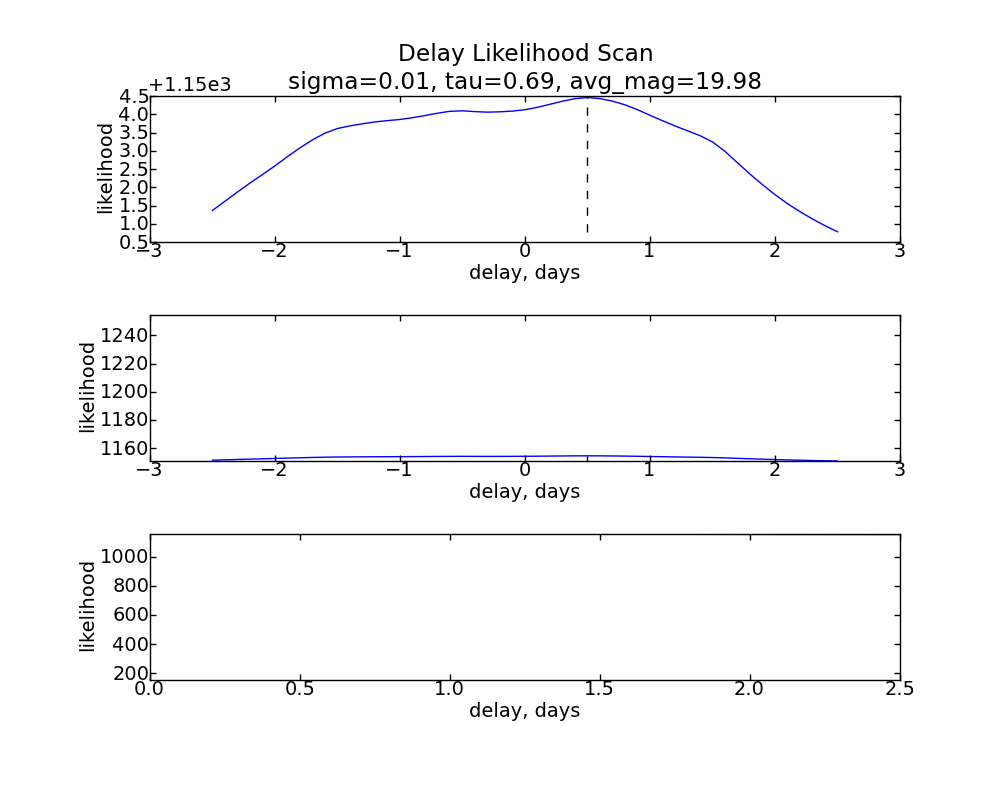 Delay Likelihood Scan
sigma=0.01, tau=0.69, avg_mag=19.98
+1.15e3
4.5
4.0
3.5
3.0
2.5
2.0
1.5
1.0
0.5
likelihood
−3 −2 −1 0 1 2 3
delay, days
1240
1220
1200
1180
1160
likelihood
−3 −2 −1 0 1 2 3
delay, days
1000
800
600
400
200
likelihood
0.0 0.5 1.0 1.5 2.0 2.5
delay, days